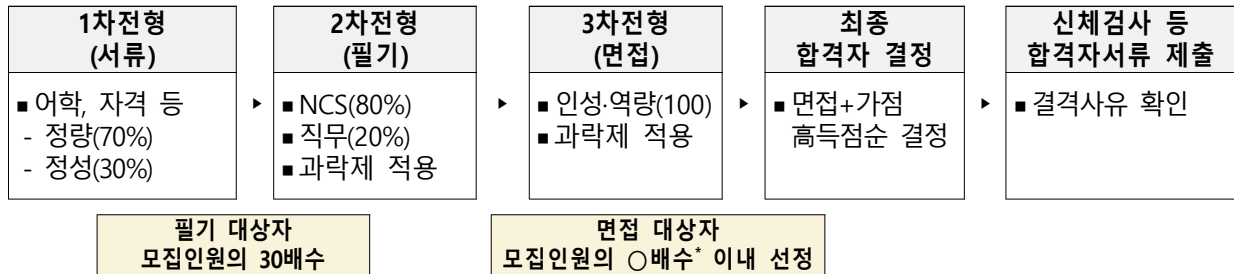 1차전형
(서류)
■ 어학, 자격 등
- 정량(70%)
- 정성(30%)
▶
2차전형
(필기)
■ NCS(80%)
■ 직무(20%)
■ 과락제 적용
▶
3차전형
(면접)
■ 인성·역량(100)
■ 과락제 적용
▶
최종
합격자 결정
■ 면접+가점
高득점순 결정
▶
신체검사 등
합격자서류 제출
■ 결격사유 확인
필기 대상자
모집인원의 30배수
면접 대상자
모집인원의 ○배수* 이내 선정